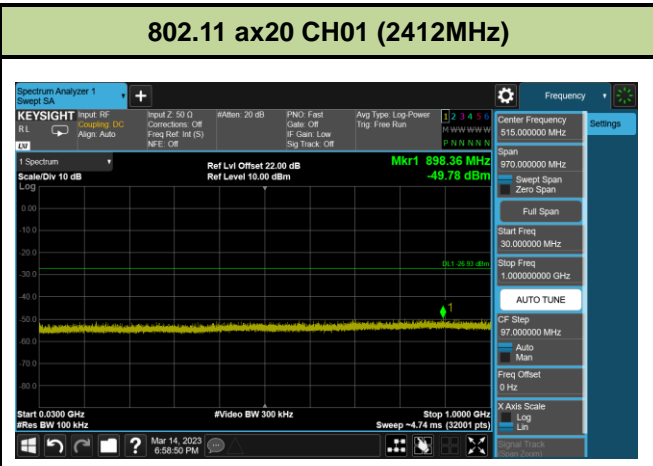 802.11 ax20 CH01 (2412MHz)
Spectrum Analyzer 1
Swept SA
Frequency
KEYSIGHT
RL
Input: RF
Coupling: DC
Align: Auto
Input Z: 50 Ω
Corrections: Off
Freq Ref: Int (S)
NFE: Off
#Atten: 20 dB
PNO: Fast
Gate: Off
IF Gain: Low
Sig Track: Off
Avg Type: Log-Power
Trig: Free Run
1 2 3 4 5 6
M W W W W W
P N N N N N
1 Spectrum
Scale/Div 10 dB
Log
Ref Lvl Offset 22.00 dB
Ref Level 10.00 dBm
Mkr1 898.36 MHz
-49.78 dBm
0.00
-10.0
-20.0
-30.0
-40.0
-50.0
-60.0
-70.0
-80.0
DL1 -26.93 dBm
1
Start 0.0300 GHz
#Res BW 100 kHz
#Video BW 300 kHz
Stop 1.0000 GHz
Sweep ~4.74 ms (32001 pts)
Center Frequency
515.000000 MHz
Settings
Span
970.000000 MHz
Swept Span
Zero Span
Full Span
Start Freq
30.000000 MHz
Stop Freq
1.000000000 GHz
AUTO TUNE
CF Step
97.000000 MHz
Auto
Man
Freq Offset
0 Hz
X Axis Scale
Log
Lin
Signal Track
(Span Zoom)
?
Mar 14, 2023
6:58:50 PM